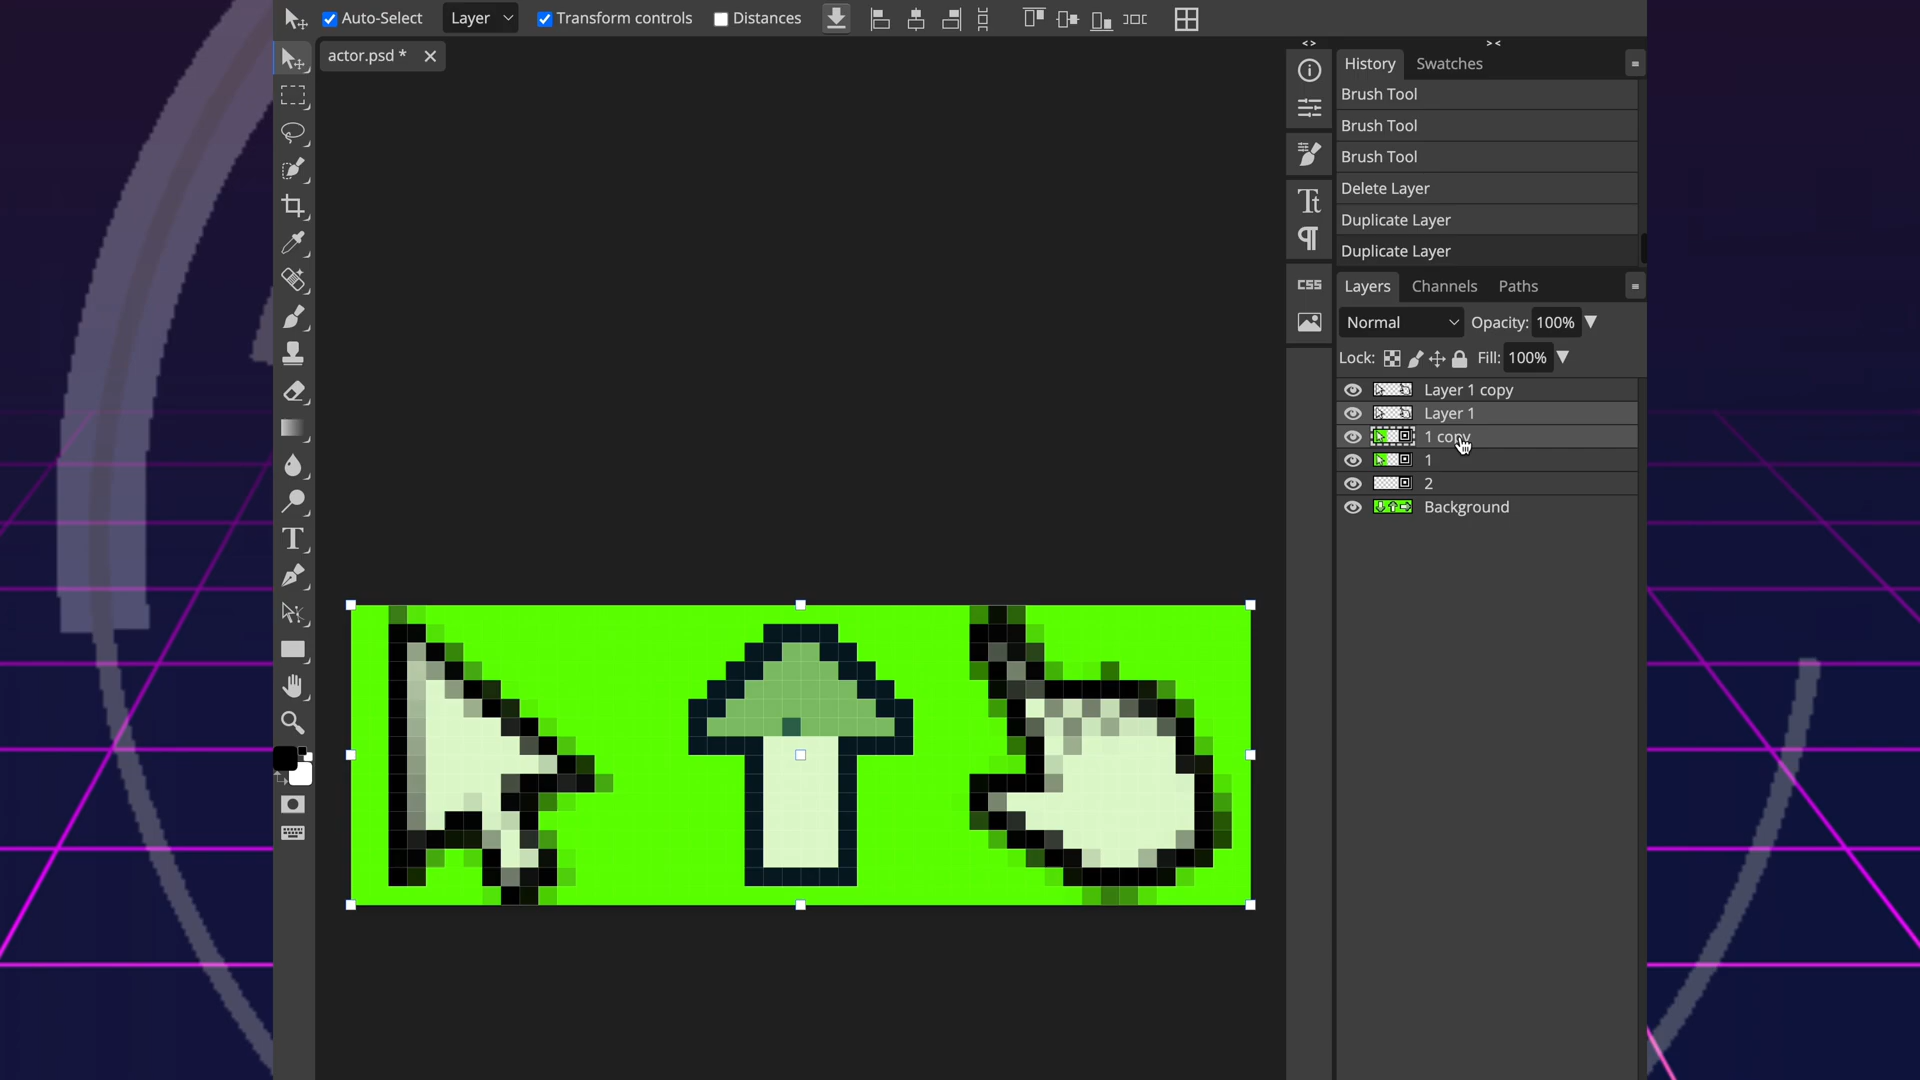 Auto-Select
Layer
Transform controls
Distances
actor.psd *
History
Swatches
Brush Tool
Brush Tool
Brush Tool
Delete Layer
Duplicate Layer
Duplicate Layer
CSS
Layers
Channels
Paths
Normal
Opacity: 100%
Lock:
Fill: 100%
Layer 1 copy
Layer 1
1 copy
1
2
Background